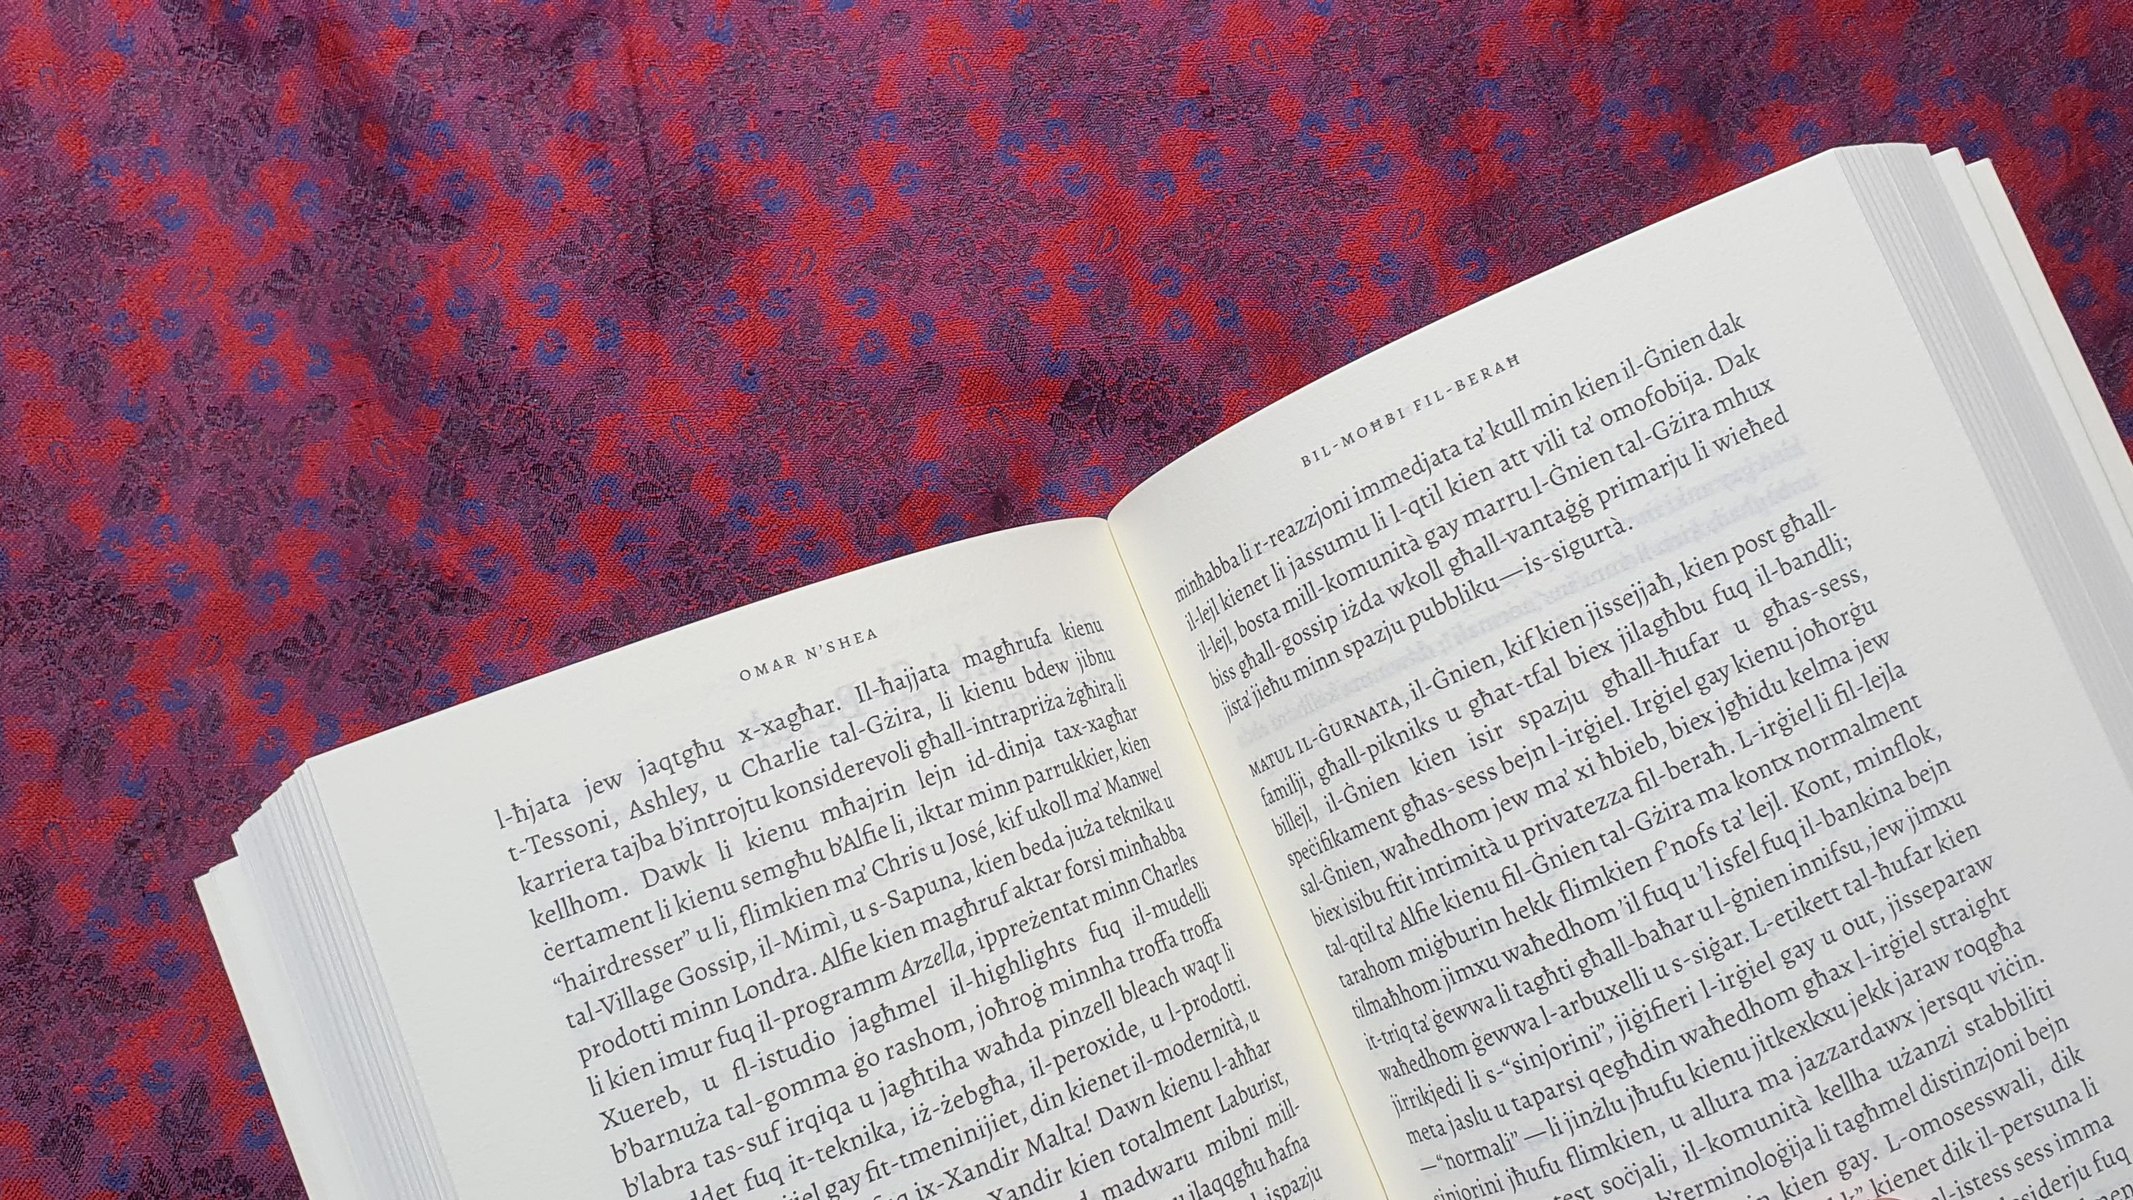 OMAR N'SHEA
l-ħjata jew jaqtgħu x-xagħar. Il-ħajjata magħrufa kienu
t-Tessoni, Ashley, u Charlie tal-Gżira, li kienu bdew jibnu
karriera tajba b'introjtu konsiderevoli għall-intrapriża żgħira li
kellhom. Dawk li kienu mħajrin lejn id-dinja tax-xagħar
ċertament li kienu semgħu b'Alfie li, iktar minn parrukkier, kien
“hairdresser” u li, flimkien ma' Chris u José, kif ukoll ma' Manwel
tal-Village Gossip, il-Mimì, u s-Sapuna, kien beda juża teknika u
prodotti minn Londra. Alfie kien magħruf aktar forsi minħabba
li kien imur fuq il-programm Arzella, ippreżentat minn Charles
Xuereb, u fl-istudio jagħmel il-highlights fuq il-mudelli
b'barnuża tal-gomma ġo rashom, joħroġ minnha troffa troffa
b'labra tas-suf irqiqa u jagħtiha waħda pinzell bleach waqt li
ddet fuq it-teknika, iż-żebgħa, il-peroxide, u l-prodotti.
ġiel gay fit-tmeninijiet, din kienet il-modernità, u
fuq ix-Xandir Malta! Dawn kienu l-aħħar
Xandir kien totalment Laburist,
d madwaru mibni mill-
u ilaqqgħu ħafna
l ispazju
BIL-MOĦBI FIL-BERAĦ
minħabba li r-reazzjoni immedjata ta' kull min kien il-Ġnien dak
il-lejl kienet li jassumu li l-qtil kien att vili ta' omofobija. Dak
il-lejl, bosta mill-komunità gay marru l-Ġnien tal-Gżira mhux
biss għall-gossip iżda wkoll għall-vantaġġ primarju li wieħed
jista' jieħu minn spazju pubbliku—is-sigurtà.
MATUL IL-ĠURNATA, il-Ġnien, kif kien jissejjaħ, kien post għall-
familji, għall-pikniks u għat-tfal biex jilagħbu fuq il-bandli;
billejl, il-Ġnien kien isir spazju għall-ħufar u għas-sess,
speċifikament għas-sess bejn l-irġiel. Irġiel gay kienu joħorġu
sal-Ġnien, waħedhom jew ma' xi ħbieb, biex jgħidu kelma jew
biex isibu ftit intimità u privatezza fil-beraħ. L-irġiel li fil-lejla
tal-qtil ta' Alfie kienu fil-Ġnien tal-Gżira ma kontx normalment
tarahom miġburin hekk flimkien f'nofs ta' lejl. Kont, minflok,
tilmaħhom jimxu waħedhom 'il fuq u 'l isfel fuq il-bankina bejn
it-triq ta' ġewwa li tagħti għall-baħar u l-ġnien innifsu, jew jimxu
waħedhom ġewwa l-arbuxelli u s-siġar. L-etikett tal-ħufar kien
jirrikjedi li s-“sinjorini”, jiġifieri l-irġiel gay u out, jisseparaw
meta jaslu u taparsi qegħdin waħedhom għax l-irġiel straight
—“normali”—li jinżlu jħufu kienu jitkexkxu jekk jaraw roqgħa
sinjorini jħufu flimkien, u allura ma jazzardawx jersqu viċin.
test soċjali, il-komunità kellha użanzi stabbiliti
b'terminoloġija li tagħmel distinzjoni bejn
kien gay. L-omosesswali, dik
kienet dik il-persuna li
l-istess sess imma
siderju fuq